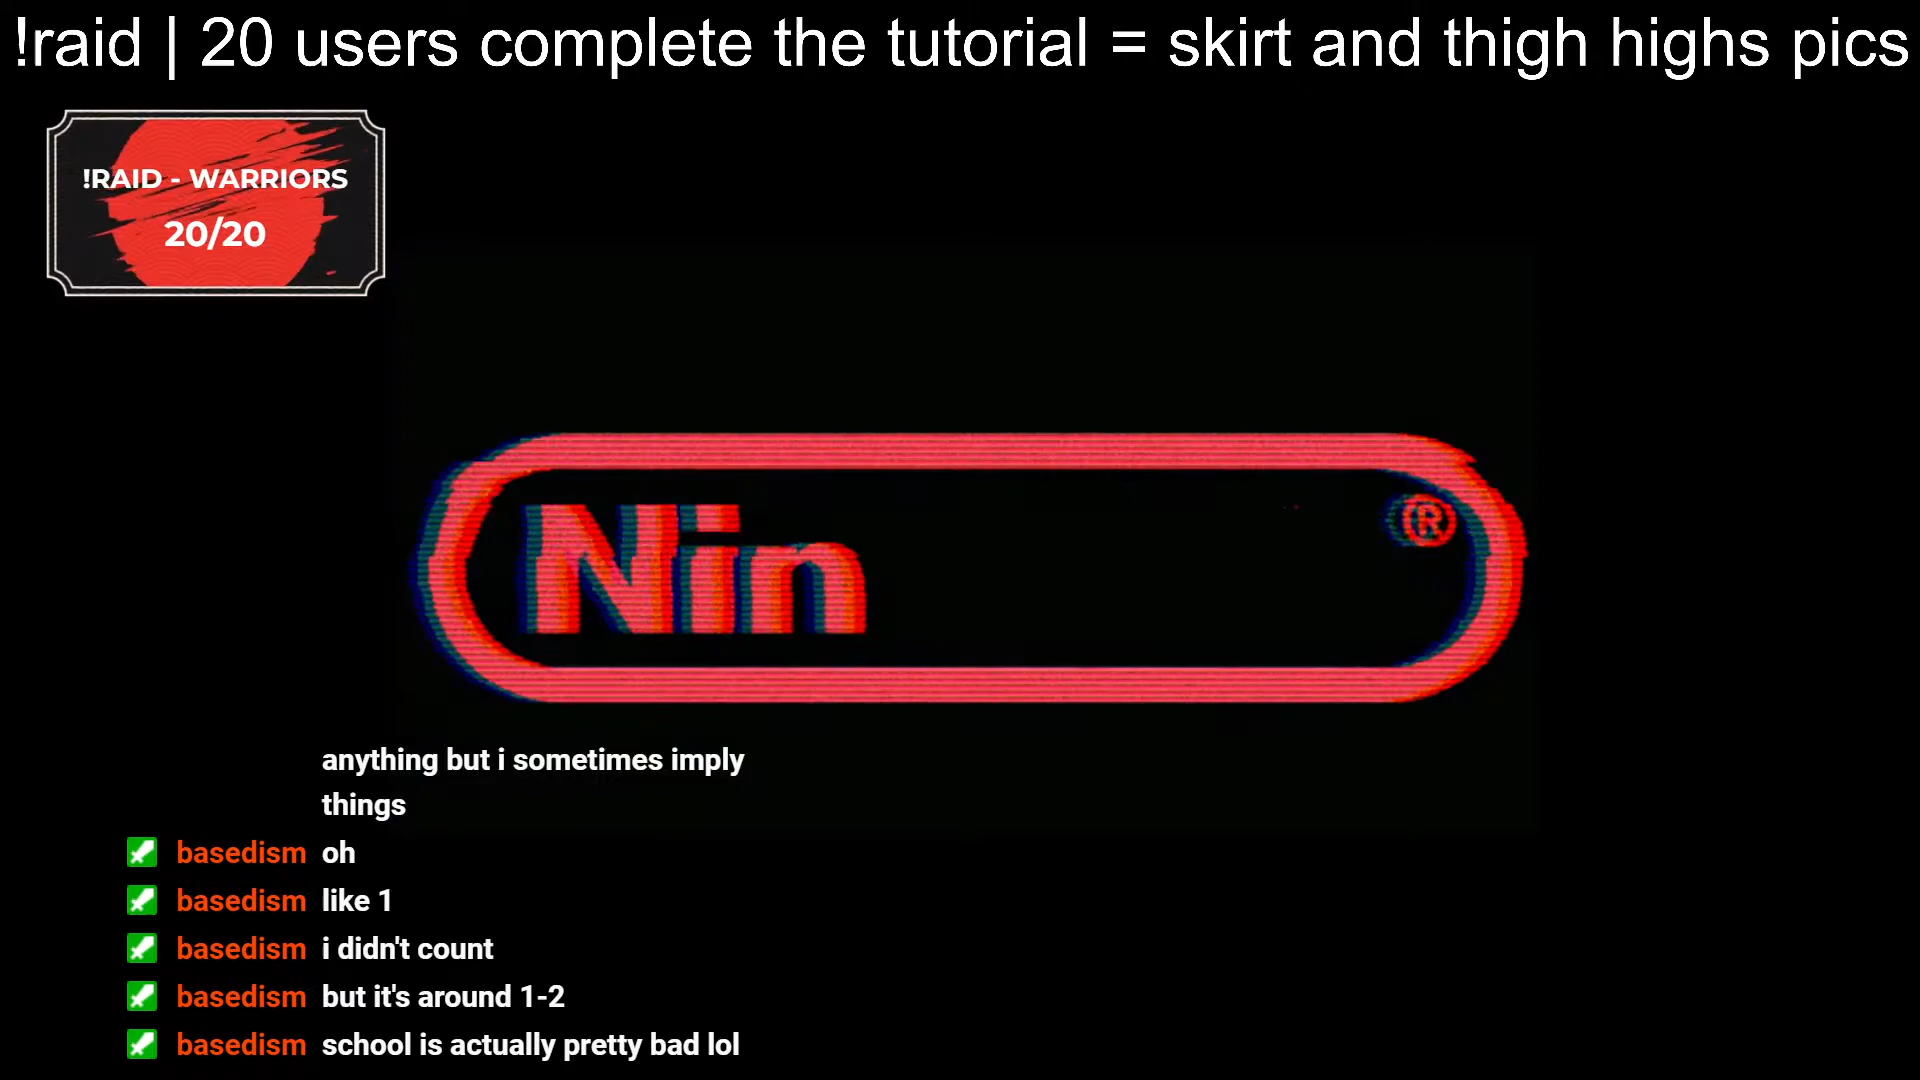 !raid | 20 users complete the tutorial = skirt and thigh highs pics
!RAID - WARRIORS
20/20
Nin ®
anything but i sometimes imply
things
basedism oh
basedism like 1
basedism i didn't count
basedism but it's around 1-2
basedism school is actually pretty bad lol